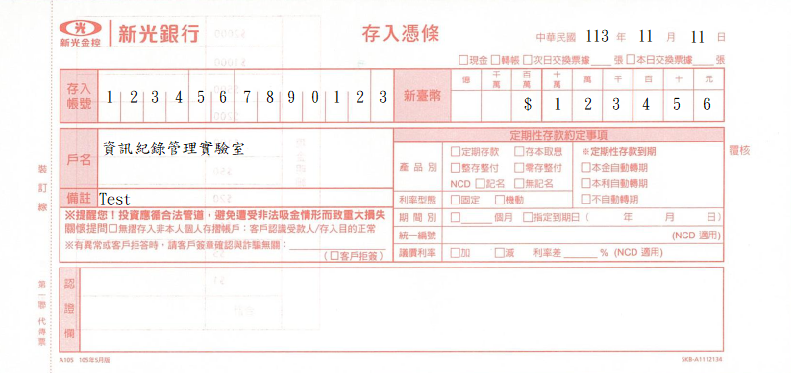 新光金控 新光銀行 存入憑條 中華民國 113 年 11 月 11 日
□現金 □轉帳 □次日交換票據____張 □本日交換票據____張
存入帳號 1 2 3 4 5 6 7 8 9 0 1 2 3 新臺幣 億 千萬 百萬 十萬 萬 千 百 十 元
$ 1 2 3 4 5 6
戶名 資訊紀錄管理實驗室
備註 Test
※提醒您!投資應循合法管道,避免遭受非法吸金情形而致重大損失
關懷提問□無摺存入非本人個人存摺帳戶:客戶認識受款人/存入目的正常
※有異常或客戶拒答時,請客戶簽章確認與詐騙無關:________
(□客戶拒簽)
定期性存款約定事項
產品別 □定期存款 □存本取息 ※定期性存款到期
□整存整付 □零存整付 □本金自動轉期
NCD □記名 □無記名 □本利自動轉期
利率型態 □固定 □機動 □不自動轉期
期間別 □____個月 □指定到期日( 年 月 日)
統一編號 (NCD 適用)
議價利率 □加 □減 利率差____% (NCD 適用)
覆核
認證欄
裝訂線
第一聯 代傳票
A105 105年5月版 SKB-A1112134